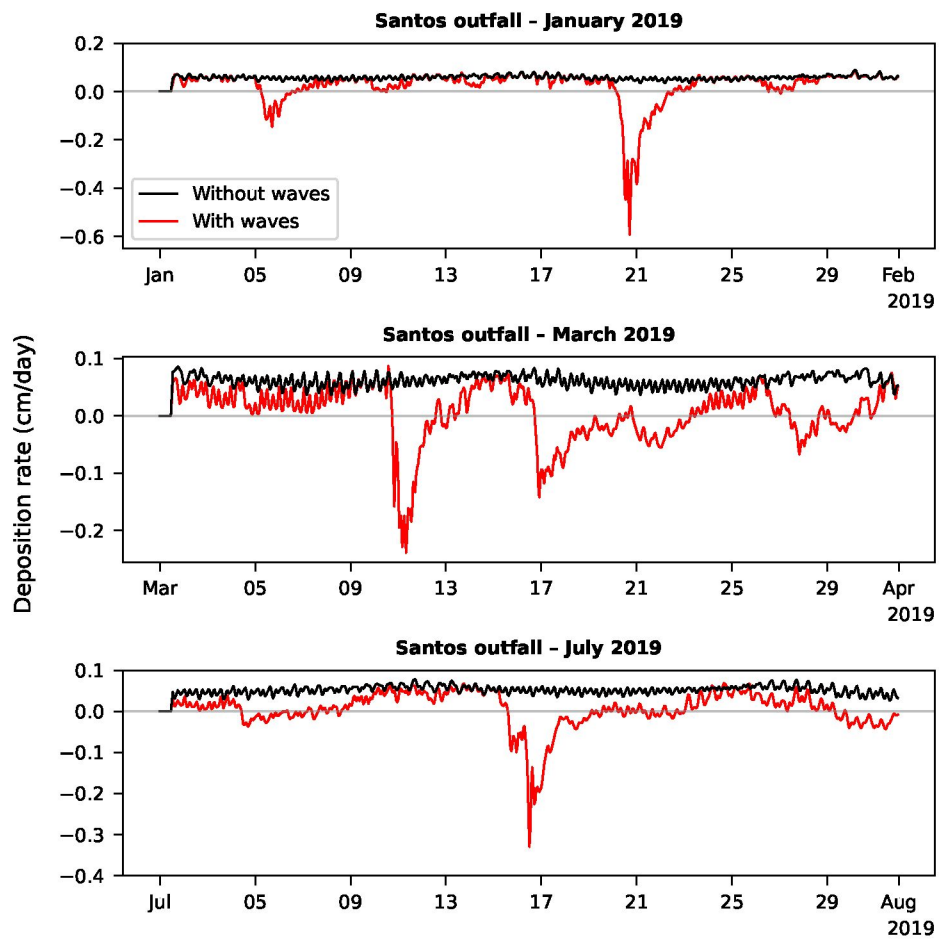 Santos outfall – January 2019
0.2
0.0
−0.2
−0.4
−0.6
Without waves
With waves
Jan 05 09 13 17 21 25 29 Feb
2019
Santos outfall – March 2019
0.1
0.0
−0.1
−0.2
Mar 05 09 13 17 21 25 29 Apr
2019
Deposition rate (cm/day)
Santos outfall – July 2019
0.1
0.0
−0.1
−0.2
−0.3
−0.4
Jul 05 09 13 17 21 25 29 Aug
2019